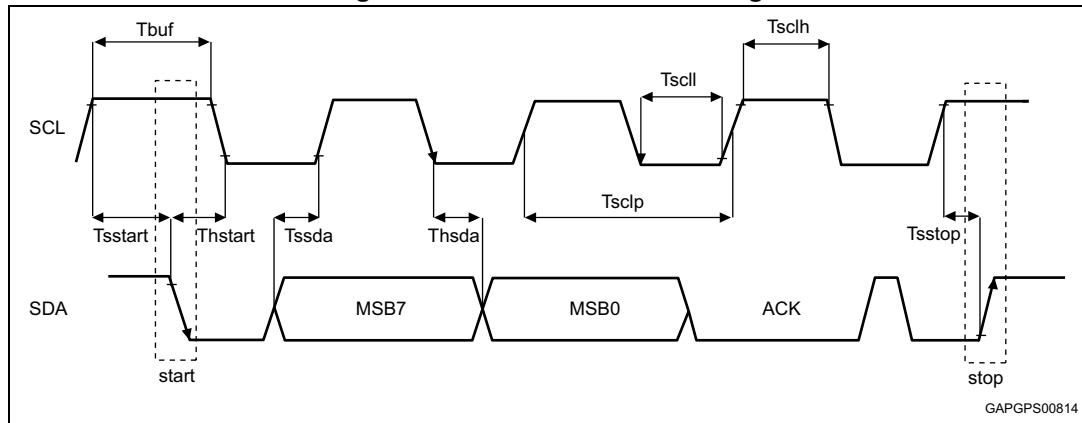 Tbuf
Tsclh
Tscll
SCL
Tsclp
Tsstart
Thstart
Tssda
Thsda
Tsstop
SDA
MSB7
MSB0
ACK
start
stop
GAPGPS00814